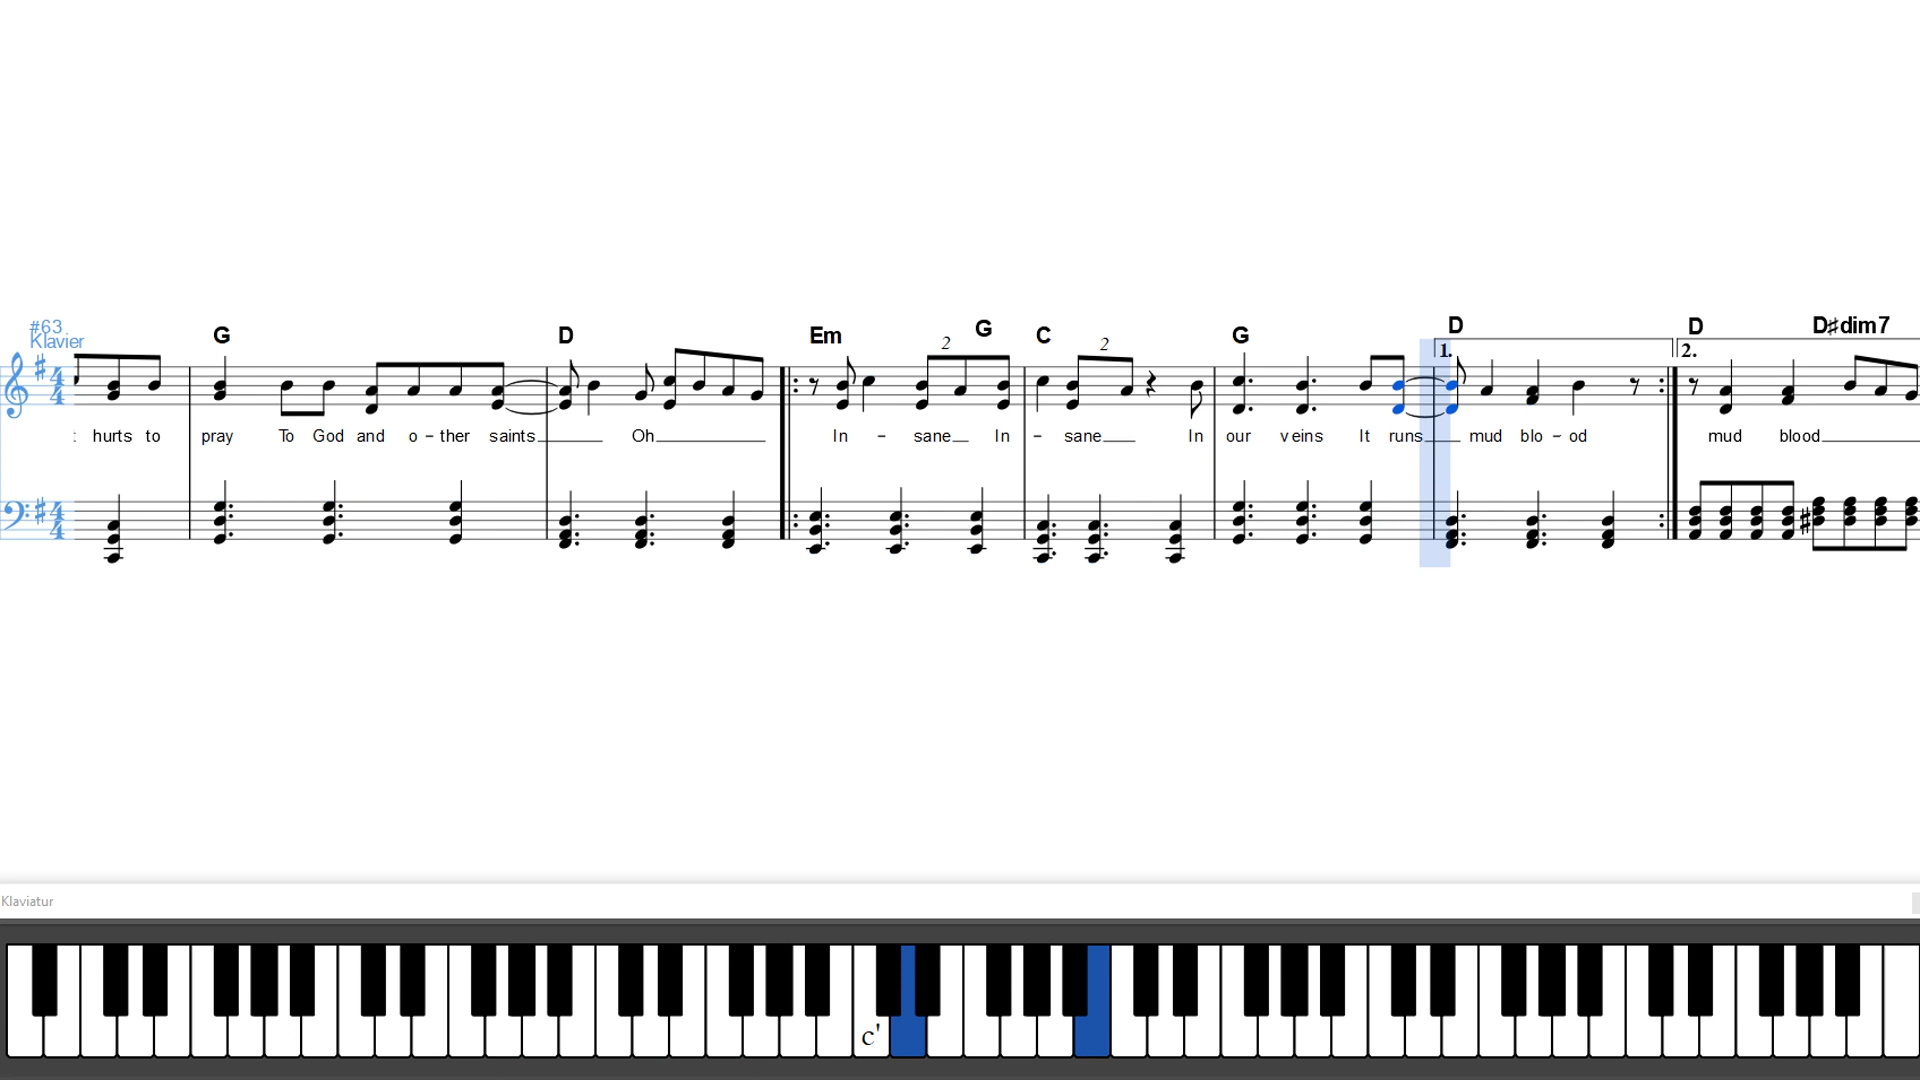 #63
Klavier
G D Em G C G D D D♯dim7
2 2 1. 2.
hurts to pray To God and o - ther saints Oh In - sane In - sane In our veins It runs mud blo - od mud blood
Klaviatur
c'